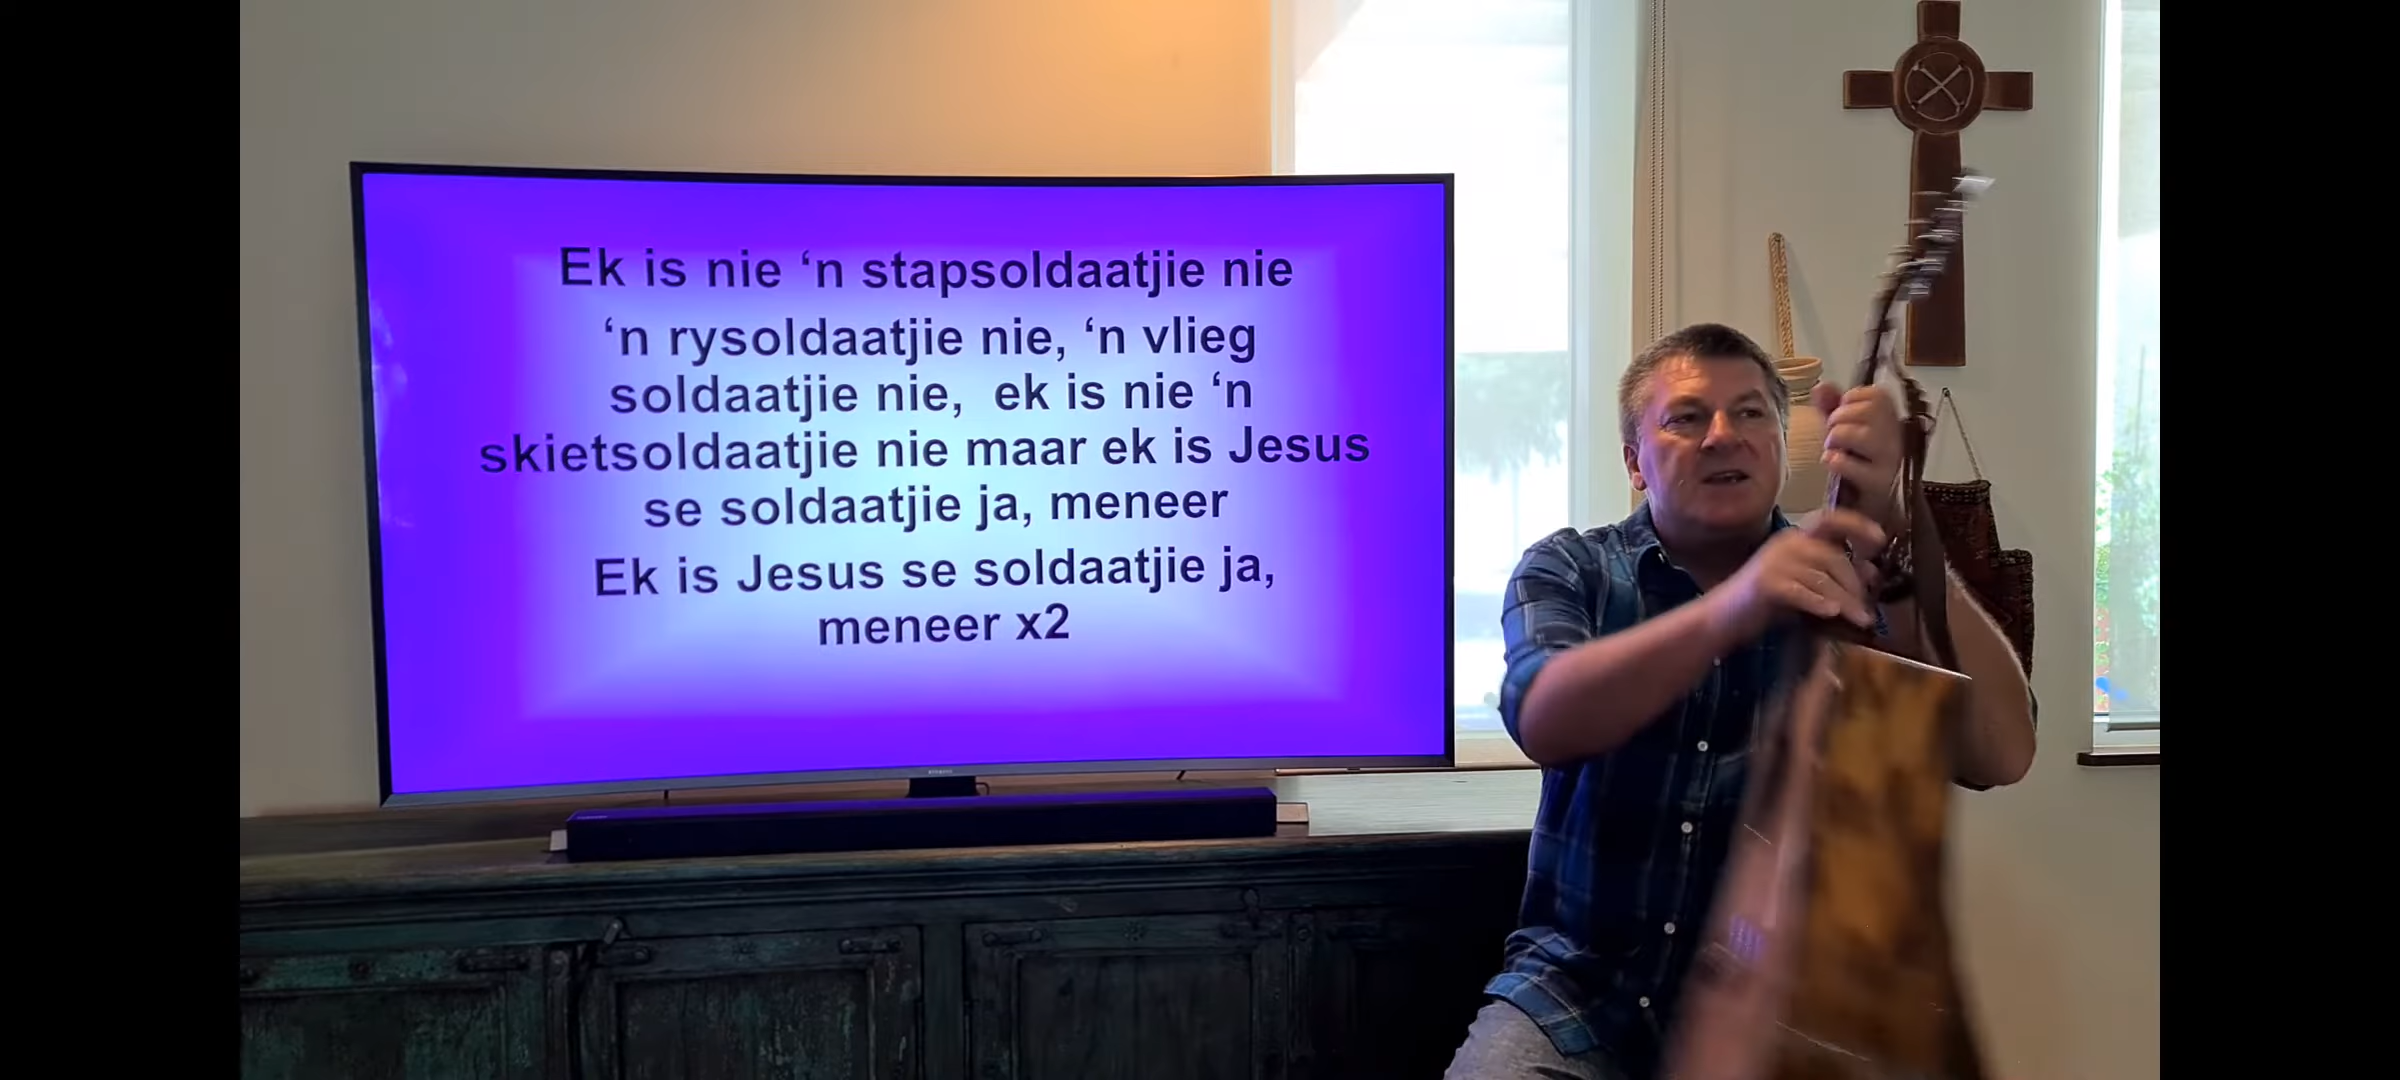 Ek is nie ‘n stapsoldaatjie nie
‘n rysoldaatjie nie, ‘n vlieg
soldaatjie nie, ek is nie ‘n
skietsoldaatjie nie maar ek is Jesus
se soldaatjie ja, meneer
Ek is Jesus se soldaatjie ja,
meneer x2